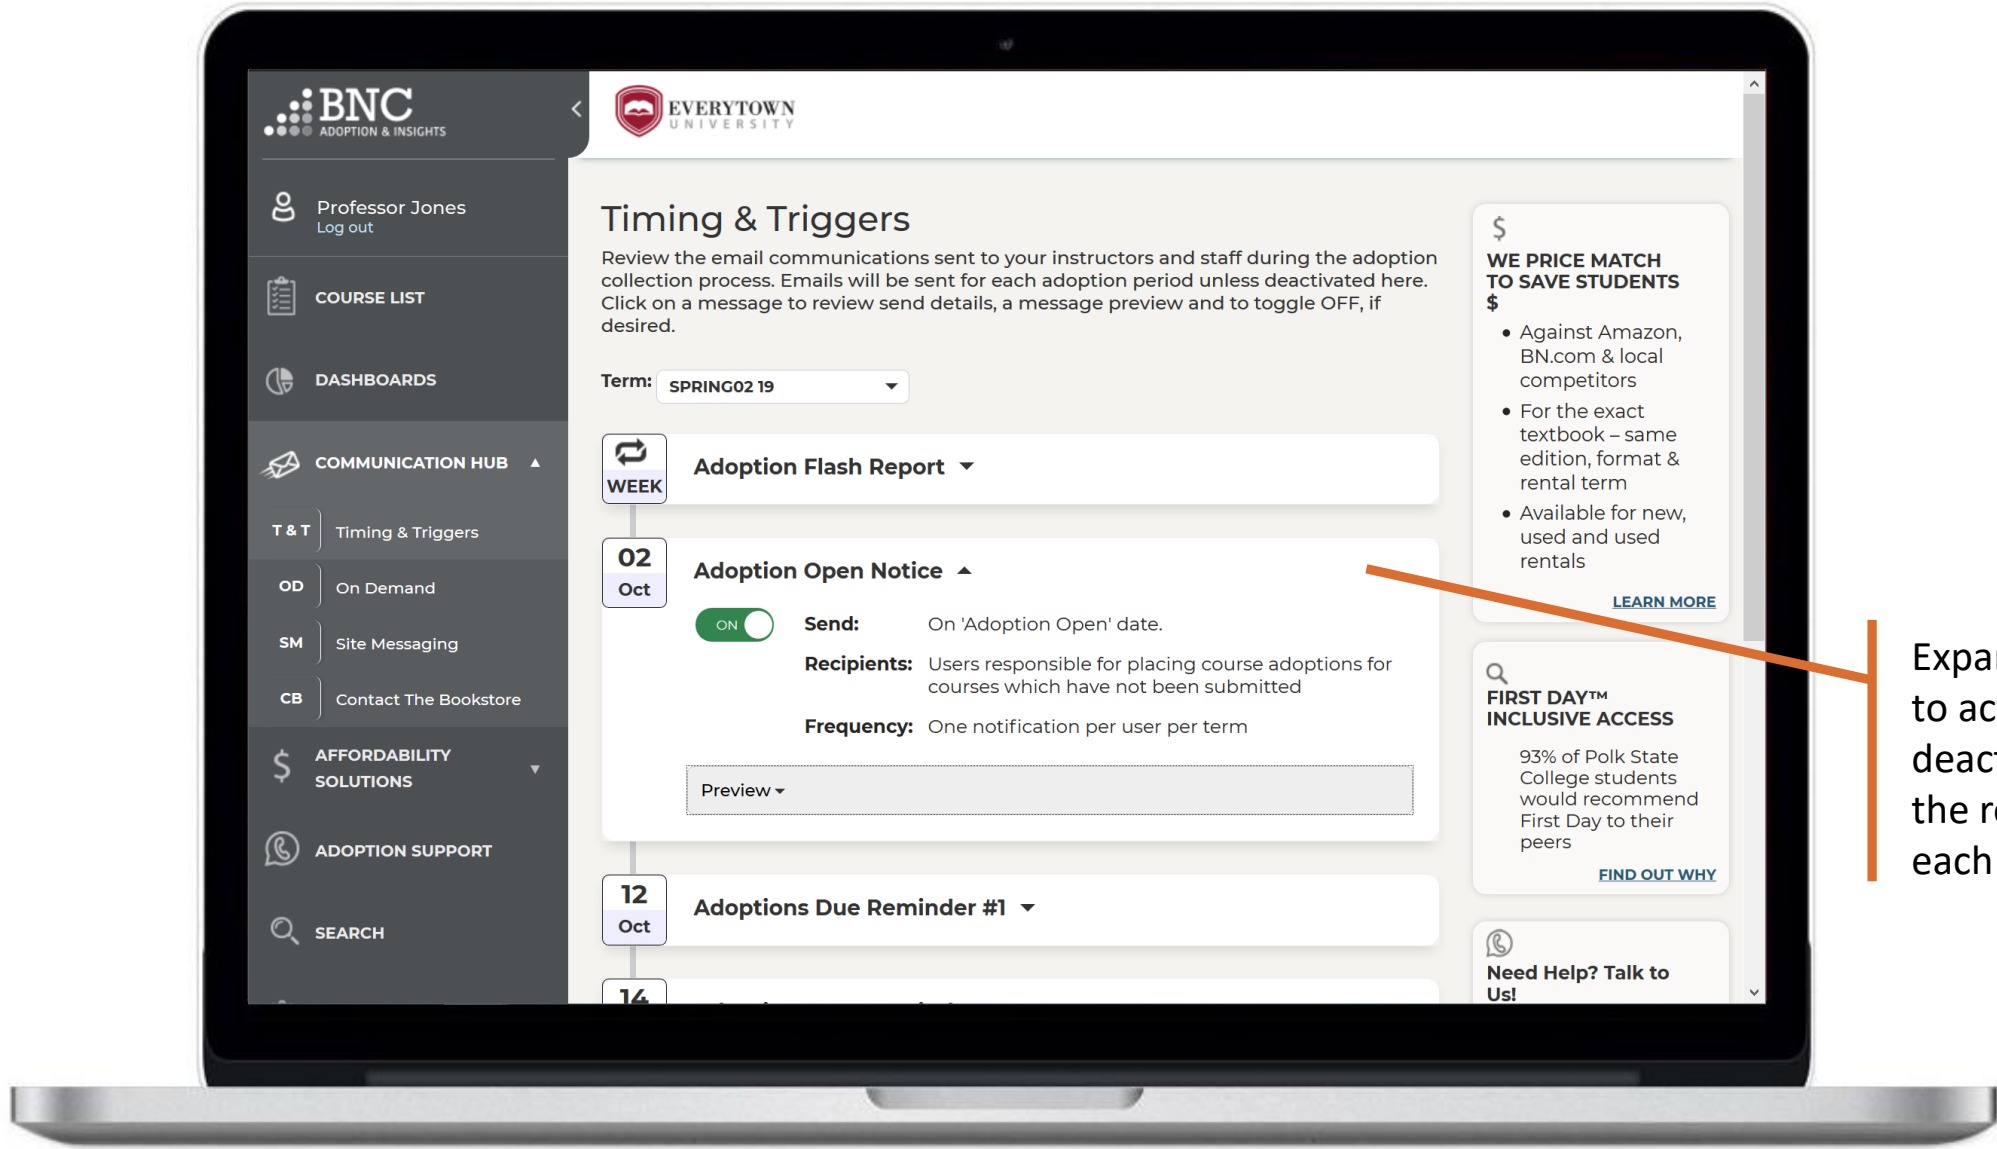 BNC
ADOPTION & INSIGHTS
Professor Jones
Log out
COURSE LIST
DASHBOARDS
COMMUNICATION HUB
T & T Timing & Triggers
OD On Demand
SM Site Messaging
CB Contact The Bookstore
AFFORDABILITY
SOLUTIONS
ADOPTION SUPPORT
SEARCH
EVERYTOWN
UNIVERSITY
Timing & Triggers
Review the email communications sent to your instructors and staff during the adoption
collection process. Emails will be sent for each adoption period unless deactivated here.
Click on a message to review send details, a message preview and to toggle OFF, if
desired.
Term: SPRING02 19
WEEK
Adoption Flash Report
02
Oct
Adoption Open Notice
ON
Send: On 'Adoption Open' date.
Recipients: Users responsible for placing course adoptions for
courses which have not been submitted
Frequency: One notification per user per term
Preview
12
Oct
Adoptions Due Reminder #1
14
$
WE PRICE MATCH
TO SAVE STUDENTS
$
• Against Amazon,
BN.com & local
competitors
• For the exact
textbook – same
edition, format &
rental term
• Available for new,
used and used
rentals
LEARN MORE
FIRST DAY™
INCLUSIVE ACCESS
93% of Polk State
College students
would recommend
First Day to their
peers
FIND OUT WHY
Need Help? Talk to
Us!
to
the
each